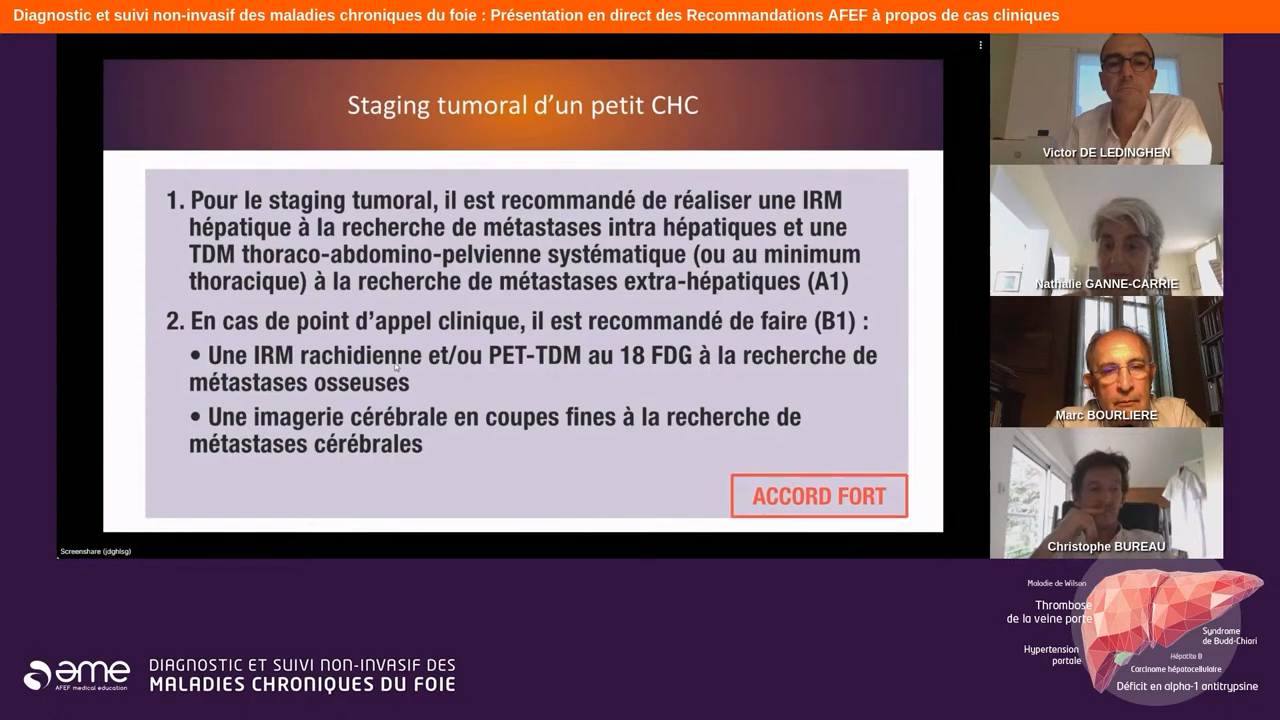 Diagnostic et suivi non-invasif des maladies chroniques du foie : Présentation en direct des Recommandations AFEF à propos de cas cliniques
Staging tumoral d’un petit CHC
1. Pour le staging tumoral, il est recommandé de réaliser une IRM
hépatique à la recherche de métastases intra hépatiques et une
TDM thoraco-abdomino-pelvienne systématique (ou au minimum
thoracique) à la recherche de métastases extra-hépatiques (A1)
2. En cas de point d’appel clinique, il est recommandé de faire (B1) :
• Une IRM rachidienne et/ou PET-TDM au 18 FDG à la recherche de
métastases osseuses
• Une imagerie cérébrale en coupes fines à la recherche de
métastases cérébrales
ACCORD FORT
Screenshare (jdghlsg)
Victor DE LEDINGHEN
Nathalie GANNE-CARRIE
Marc BOURLIERE
Christophe BUREAU
Maladie de Wilson
Thrombose
de la veine porte
Hypertension
portale
Syndrome
de Budd-Chiari
Hépatite B
Carcinome hépatocellulaire
Déficit en alpha-1 antitrypsine
ame
AFEF medical education
DIAGNOSTIC ET SUIVI NON-INVASIF DES
MALADIES CHRONIQUES DU FOIE